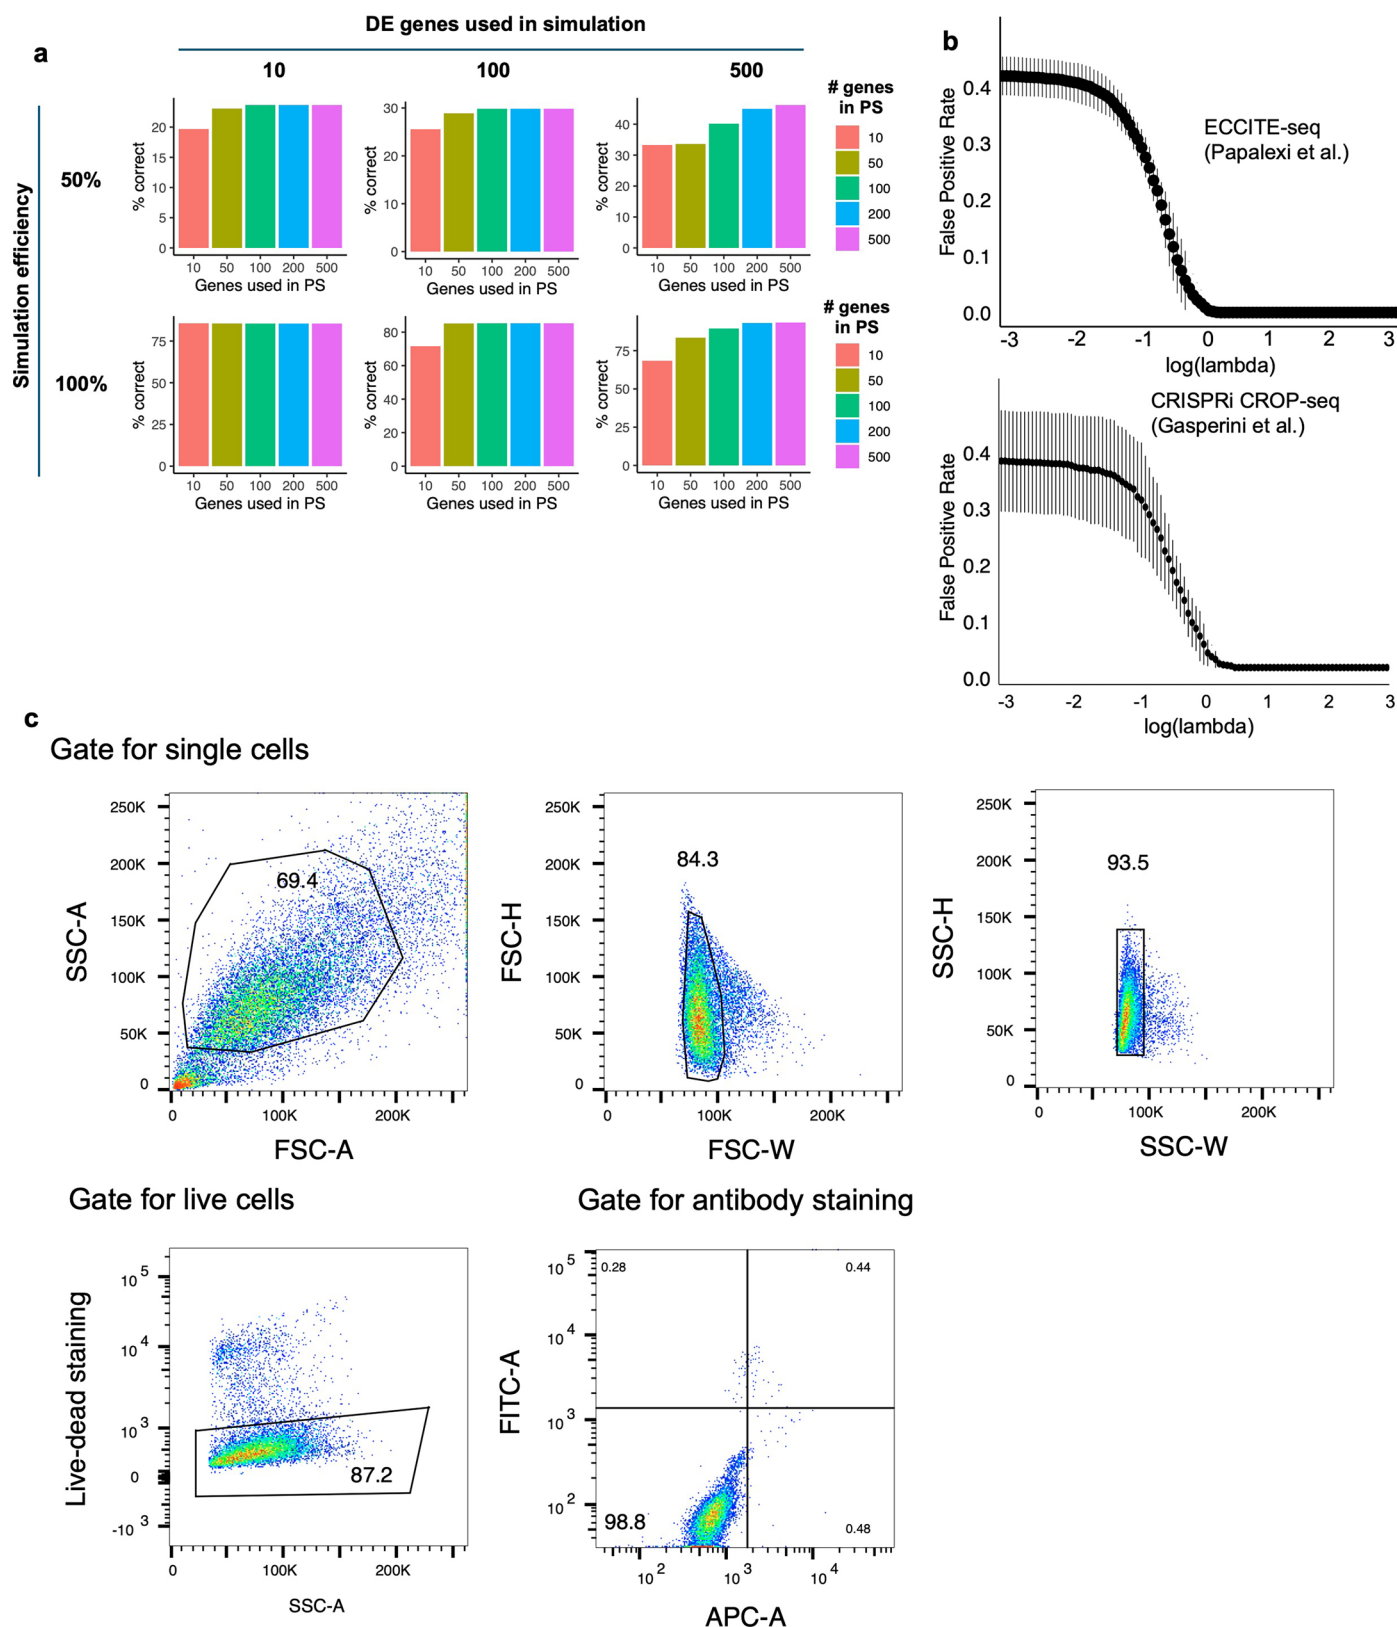 DE genes used in simulation
a
10
100
500
Simulation efficiency
50%
100%
% correct
20
15
10
5
0
10 50 100 200 500
Genes used in PS
% correct
30
20
10
0
10 50 100 200 500
Genes used in PS
% correct
40
30
20
10
0
10 50 100 200 500
Genes used in PS
# genes
in PS
10
50
100
200
500
% correct
75
50
25
0
10 50 100 200 500
Genes used in PS
% correct
80
60
40
20
0
10 50 100 200 500
Genes used in PS
% correct
75
50
25
0
10 50 100 200 500
Genes used in PS
# genes
in PS
10
50
100
200
500
b
False Positive Rate
0.4
0.3
0.2
0.1
0.0
ECCITE-seq
(Papalexi et al.)
-3 -2 -1 0 1 2 3
log(lambda)
False Positive Rate
0.4
0.3
0.2
0.1
0.0
CRISPRi CROP-seq
(Gasperini et al.)
-3 -2 -1 0 1 2 3
log(lambda)
c
Gate for single cells
SSC-A
250K
200K
150K
100K
50K
0
69.4
0 100K 200K
FSC-A
FSC-H
250K
200K
150K
100K
50K
0
84.3
0 100K 200K
FSC-W
SSC-H
250K
200K
150K
100K
50K
0
93.5
0 100K 200K
SSC-W
Gate for live cells
Live-dead staining
10 5
10 4
10 3
0
-10 3
87.2
0 100K 200K
SSC-A
Gate for antibody staining
FITC-A
10 5
10 4
10 3
10 2
0.28
0.44
98.8
0.48
10 2 10 3 10 4
APC-A